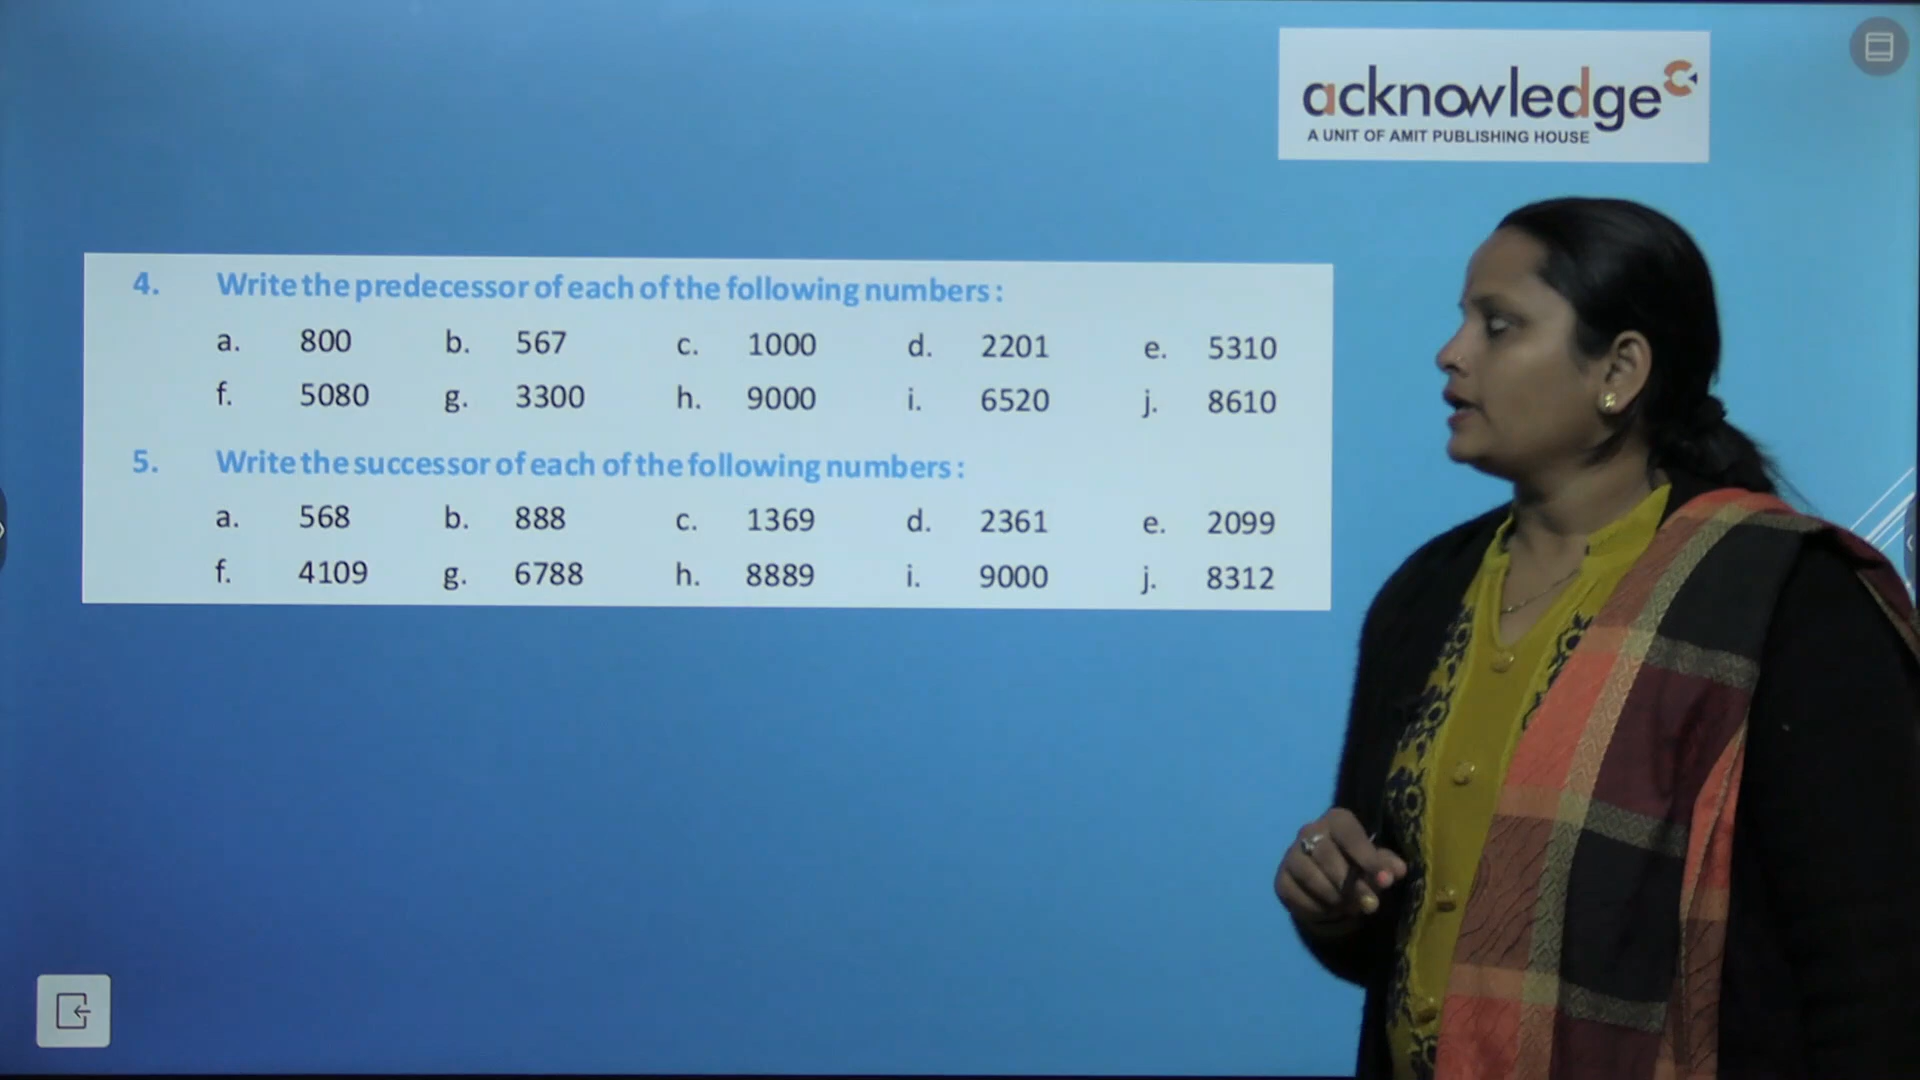 acknowledge
A UNIT OF AMIT PUBLISHING HOUSE
4. Write the predecessor of each of the following numbers :
a. 800 b. 567 c. 1000 d. 2201 e. 5310
f. 5080 g. 3300 h. 9000 i. 6520 j. 8610
5. Write the successor of each of the following numbers :
a. 568 b. 888 c. 1369 d. 2361 e. 2099
f. 4109 g. 6788 h. 8889 i. 9000 j. 8312